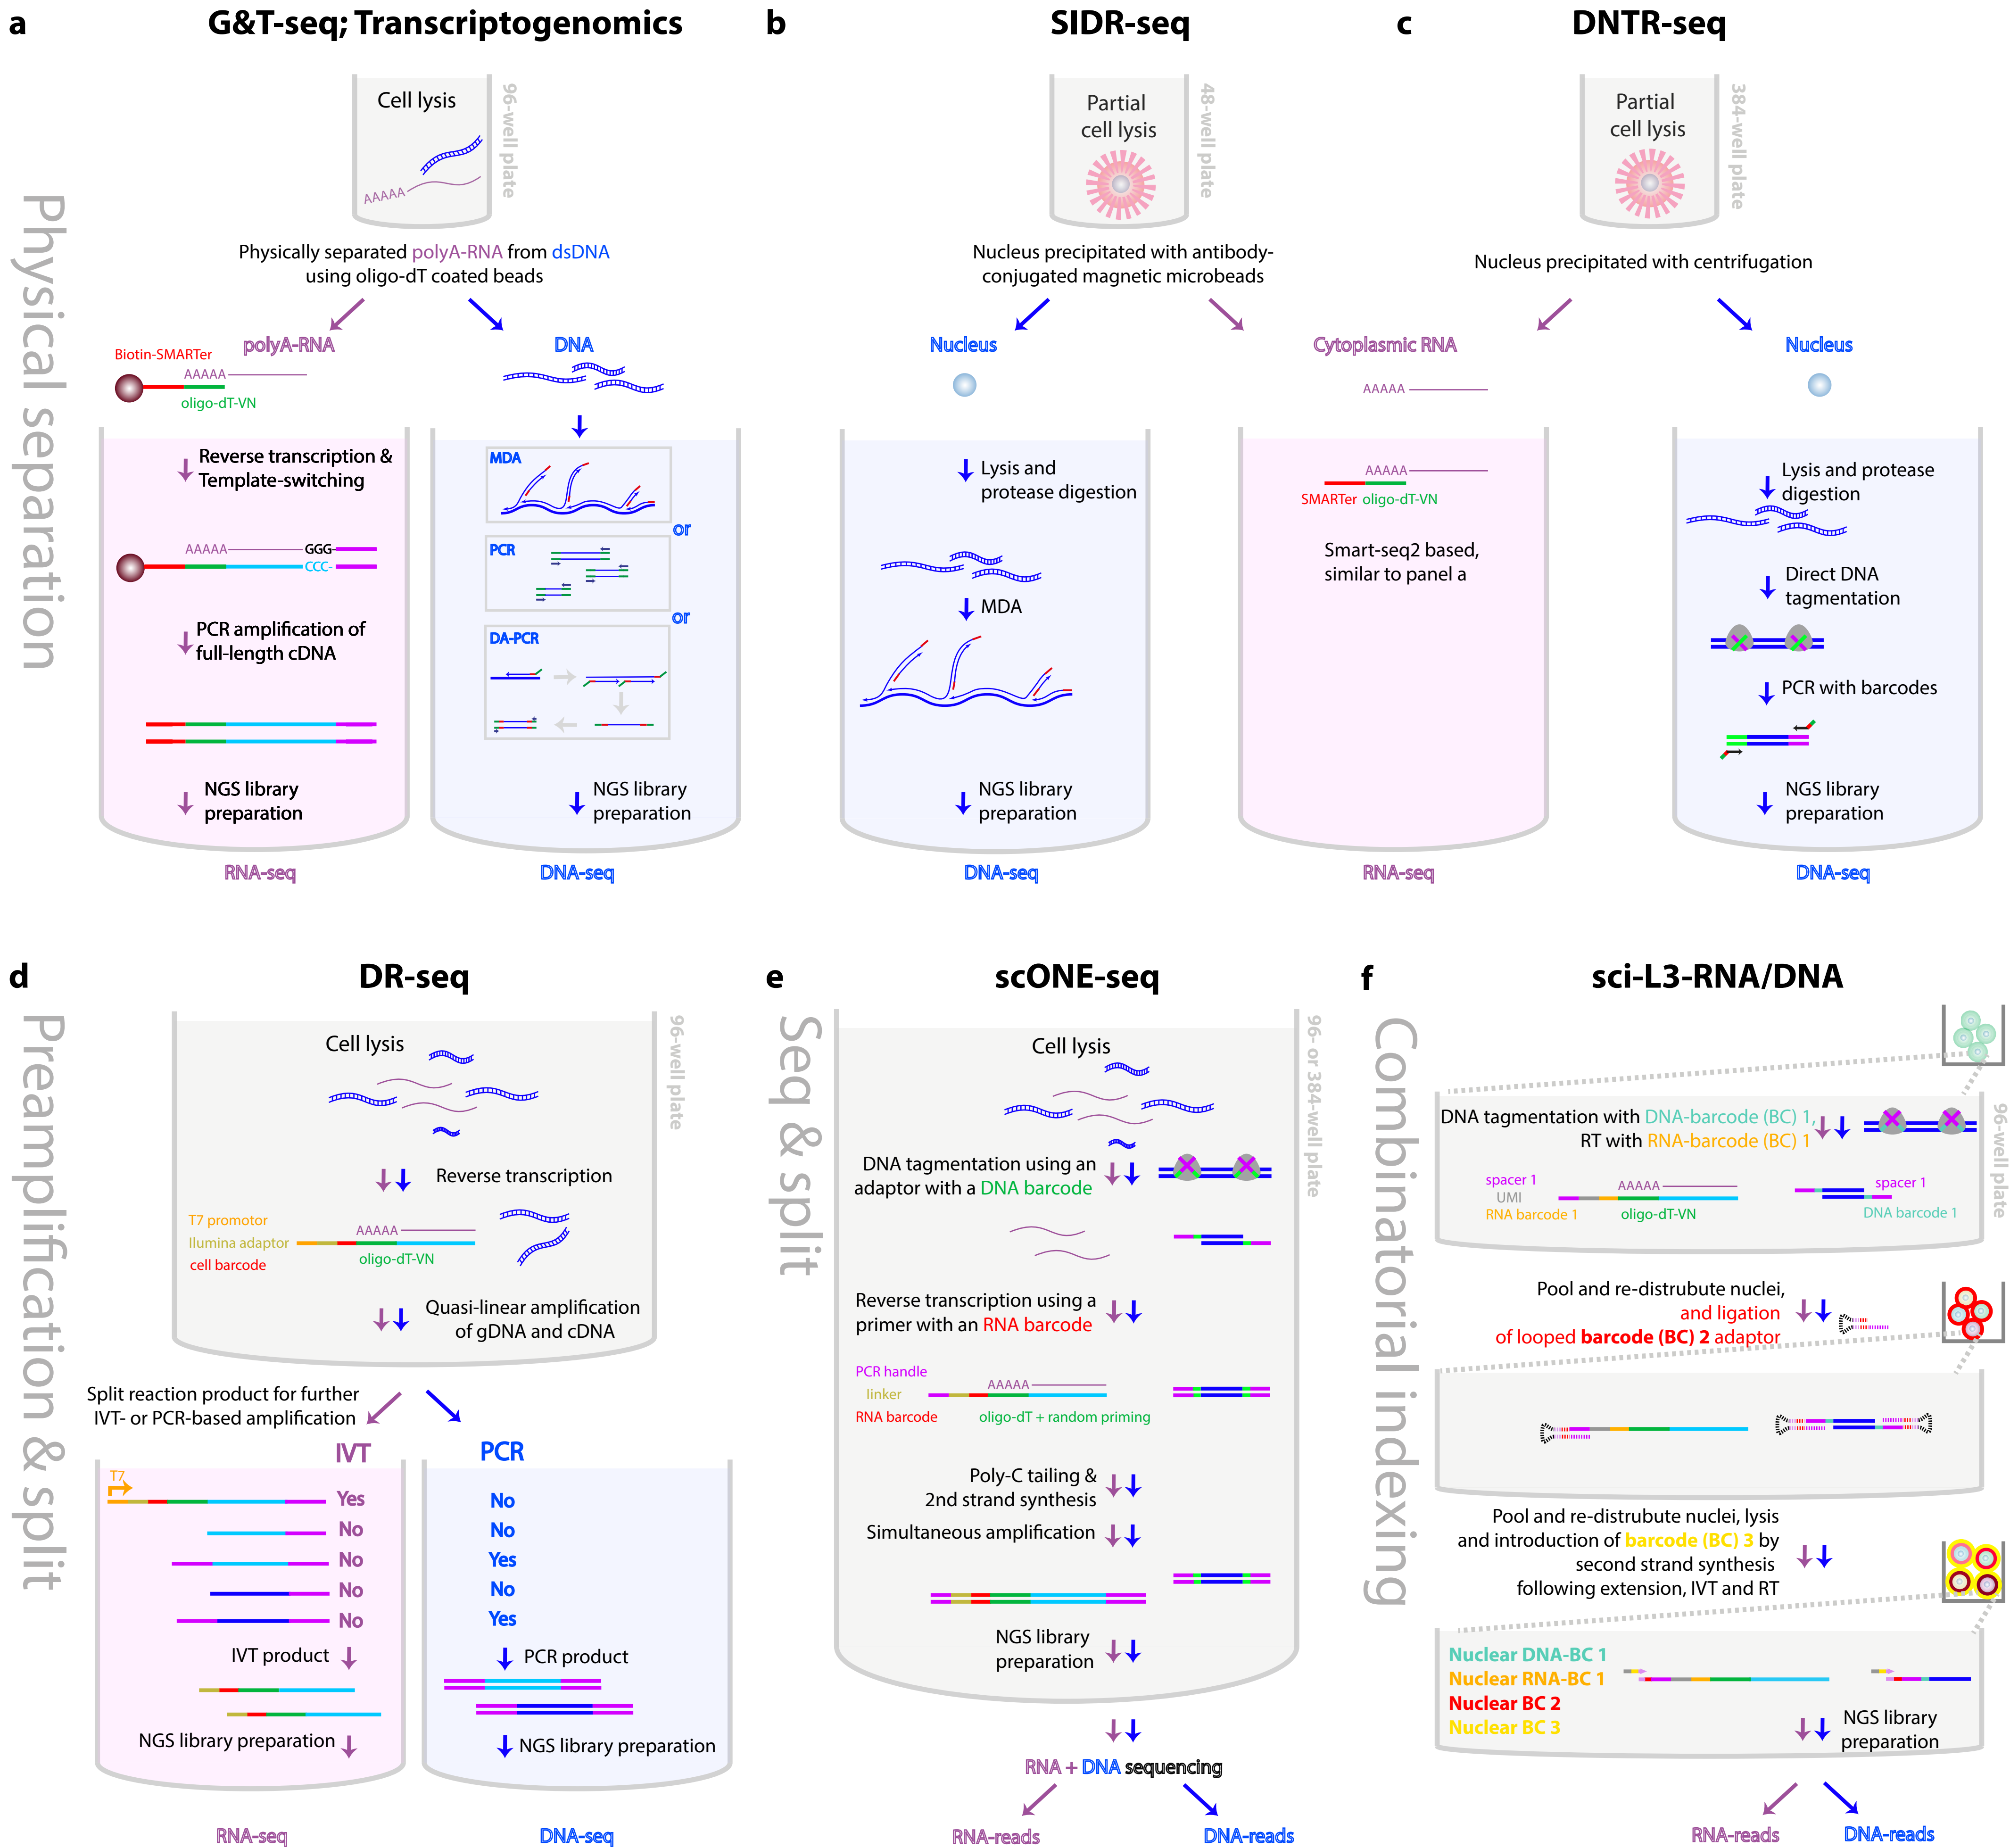 a
G&T-seq; Transcriptogenomics
Physical separation
Cell lysis
AAAAA
96-well plate
Physically separated polyA-RNA from dsDNA
using oligo-dT coated beads
polyA-RNA
Biotin-SMARTer
AAAAA
oligo-dT-VN
Reverse transcription &
Template-switching
AAAAA
GGG
CCC-
PCR amplification of
full-length cDNA
NGS library
preparation
RNA-seq
DNA
MDA
or
PCR
or
DA-PCR
NGS library
preparation
DNA-seq
b
SIDR-seq
Partial
cell lysis
48-well plate
Nucleus precipitated with antibody-
conjugated magnetic microbeads
Nucleus
Lysis and
protease digestion
MDA
NGS library
preparation
DNA-seq
Cytoplasmic RNA
AAAAA
AAAAA
SMARTer oligo-dT-VN
Smart-seq2 based,
similar to panel a
RNA-seq
c
DNTR-seq
Partial
cell lysis
384-well plate
Nucleus precipitated with centrifugation
Nucleus
Lysis and protease
digestion
Direct DNA
tagmentation
PCR with barcodes
NGS library
preparation
DNA-seq
d
DR-seq
Preamplification & split
Cell lysis
96-well plate
Reverse transcription
T7 promotor
Ilumina adaptor
cell barcode
AAAAA
oligo-dT-VN
Quasi-linear amplification
of gDNA and cDNA
Split reaction product for further
IVT- or PCR-based amplification
IVT
T7
Yes
No
No
No
No
IVT product
NGS library preparation
RNA-seq
PCR
No
No
Yes
No
Yes
PCR product
NGS library preparation
DNA-seq
e
scONE-seq
Seq & split
Cell lysis
96- or 384-well plate
DNA tagmentation using an
adaptor with a DNA barcode
Reverse transcription using a
primer with an RNA barcode
PCR handle
linker
RNA barcode
AAAAA
oligo-dT + random priming
Poly-C tailing &
2nd strand synthesis
Simultaneous amplification
NGS library
preparation
RNA + DNA sequencing
RNA-reads
DNA-reads
f
sci-L3-RNA/DNA
Combinatorial indexing
96-well plate
DNA tagmentation with DNA-barcode (BC) 1,
RT with RNA-barcode (BC) 1
spacer 1
UMI
RNA barcode 1
AAAAA
oligo-dT-VN
spacer 1
DNA barcode 1
Pool and re-distrubute nuclei,
and ligation
of looped barcode (BC) 2 adaptor
Pool and re-distrubute nuclei, lysis
and introduction of barcode (BC) 3 by
second strand synthesis
following extension, IVT and RT
Nuclear DNA-BC 1
Nuclear RNA-BC 1
Nuclear BC 2
Nuclear BC 3
NGS library
preparation
RNA-reads
DNA-reads